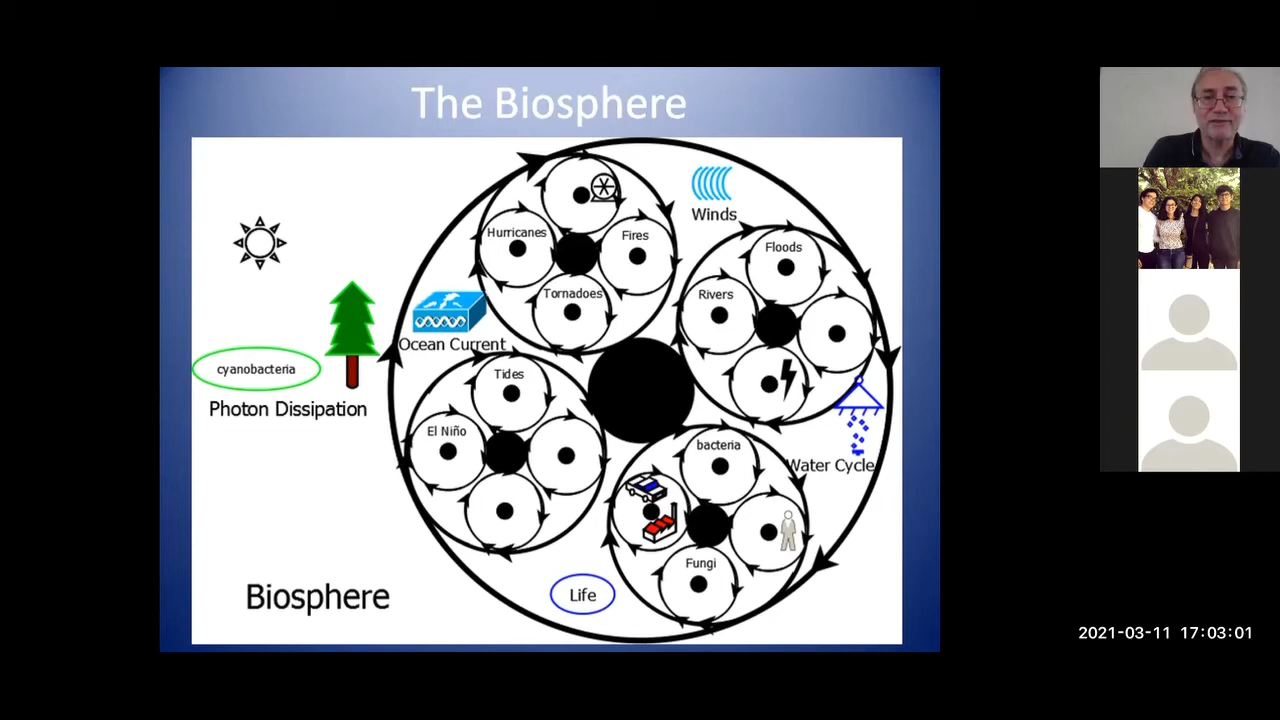 The Biosphere
Winds
Hurricanes
Fires
Floods
Tornadoes
Rivers
Ocean Current
cyanobacteria
Photon Dissipation
Tides
El Niño
bacteria
Water Cycle
Fungi
Biosphere
Life
2021-03-11 17:03:01